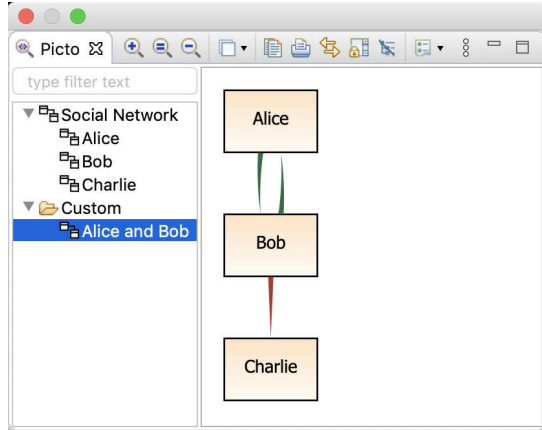 Picto
type filter text
Social Network
Alice
Bob
Charlie
Custom
Alice and Bob
Alice
Bob
Charlie